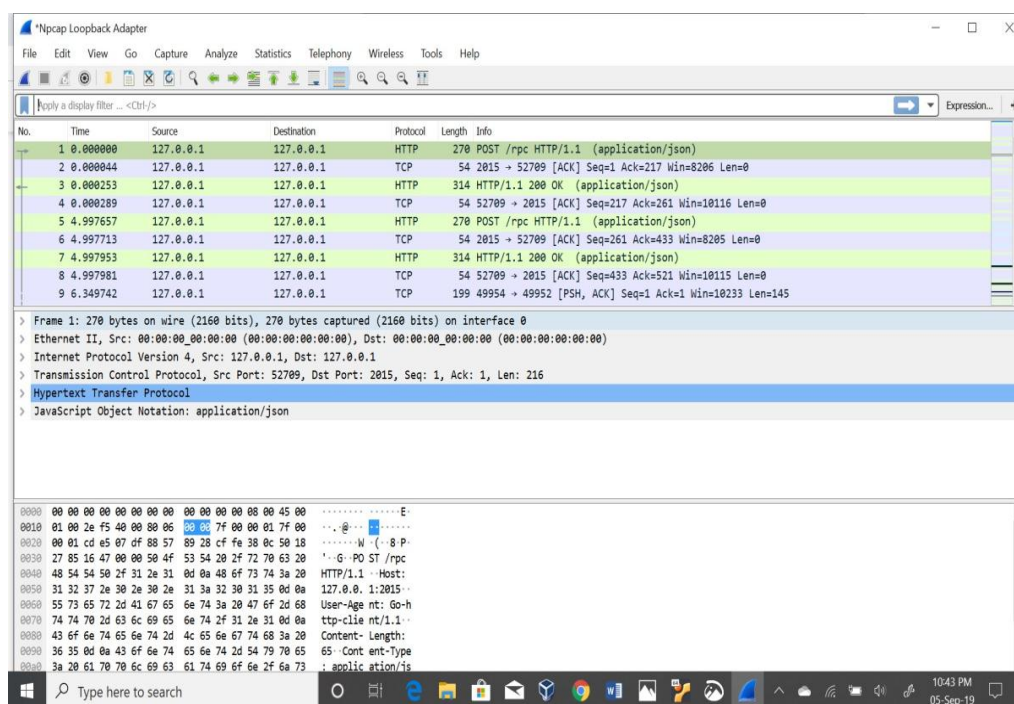 *Npcap Loopback Adapter
File Edit View Go Capture Analyze Statistics Telephony Wireless Tools Help
Apply a display filter ... <Ctrl-/> Expression... +
No. Time Source Destination Protocol Length Info
1 0.000000 127.0.0.1 127.0.0.1 HTTP 270 POST /rpc HTTP/1.1 (application/json)
2 0.000044 127.0.0.1 127.0.0.1 TCP 54 2015 → 52709 [ACK] Seq=1 Ack=217 Win=8206 Len=0
3 0.000253 127.0.0.1 127.0.0.1 HTTP 314 HTTP/1.1 200 OK (application/json)
4 0.000289 127.0.0.1 127.0.0.1 TCP 54 52709 → 2015 [ACK] Seq=217 Ack=261 Win=10116 Len=0
5 4.997657 127.0.0.1 127.0.0.1 HTTP 270 POST /rpc HTTP/1.1 (application/json)
6 4.997713 127.0.0.1 127.0.0.1 TCP 54 2015 → 52709 [ACK] Seq=261 Ack=433 Win=8205 Len=0
7 4.997953 127.0.0.1 127.0.0.1 HTTP 314 HTTP/1.1 200 OK (application/json)
8 4.997981 127.0.0.1 127.0.0.1 TCP 54 52709 → 2015 [ACK] Seq=433 Ack=521 Win=10115 Len=0
9 6.349742 127.0.0.1 127.0.0.1 TCP 199 49954 → 49952 [PSH, ACK] Seq=1 Ack=1 Win=10233 Len=145
> Frame 1: 270 bytes on wire (2160 bits), 270 bytes captured (2160 bits) on interface 0
> Ethernet II, Src: 00:00:00_00:00:00 (00:00:00:00:00:00), Dst: 00:00:00_00:00:00 (00:00:00:00:00:00)
> Internet Protocol Version 4, Src: 127.0.0.1, Dst: 127.0.0.1
> Transmission Control Protocol, Src Port: 52709, Dst Port: 2015, Seq: 1, Ack: 1, Len: 216
> Hypertext Transfer Protocol
> JavaScript Object Notation: application/json
0000 00 00 00 00 00 00 00 00 00 00 00 00 08 00 45 00 ········ ······E·
0010 01 00 2e f5 40 00 80 06 00 00 7f 00 00 01 7f 00 ··.·@··· ········
0020 00 01 cd e5 07 df 88 57 89 28 cf fe 38 0c 50 18 ·······W ·(··8·P·
0030 27 85 16 47 00 00 50 4f 53 54 20 2f 72 70 63 20 '··G··PO ST /rpc
0040 48 54 54 50 2f 31 2e 31 0d 0a 48 6f 73 74 3a 20 HTTP/1.1 ··Host:
0050 31 32 37 2e 30 2e 30 2e 31 3a 32 30 31 35 0d 0a 127.0.0. 1:2015··
0060 55 73 65 72 2d 41 67 65 6e 74 3a 20 47 6f 2d 68 User-Age nt: Go-h
0070 74 74 70 2d 63 6c 69 65 6e 74 2f 31 2e 31 0d 0a ttp-clie nt/1.1··
0080 43 6f 6e 74 65 6e 74 2d 4c 65 6e 67 74 68 3a 20 Content- Length:
0090 36 35 0d 0a 43 6f 6e 74 65 6e 74 2d 54 79 70 65 65··Cont ent-Type
00a0 3a 20 61 70 70 6c 69 63 61 74 69 6f 6e 2f 6a 73 : applic ation/js
Type here to search
10:43 PM
05-Sep-19